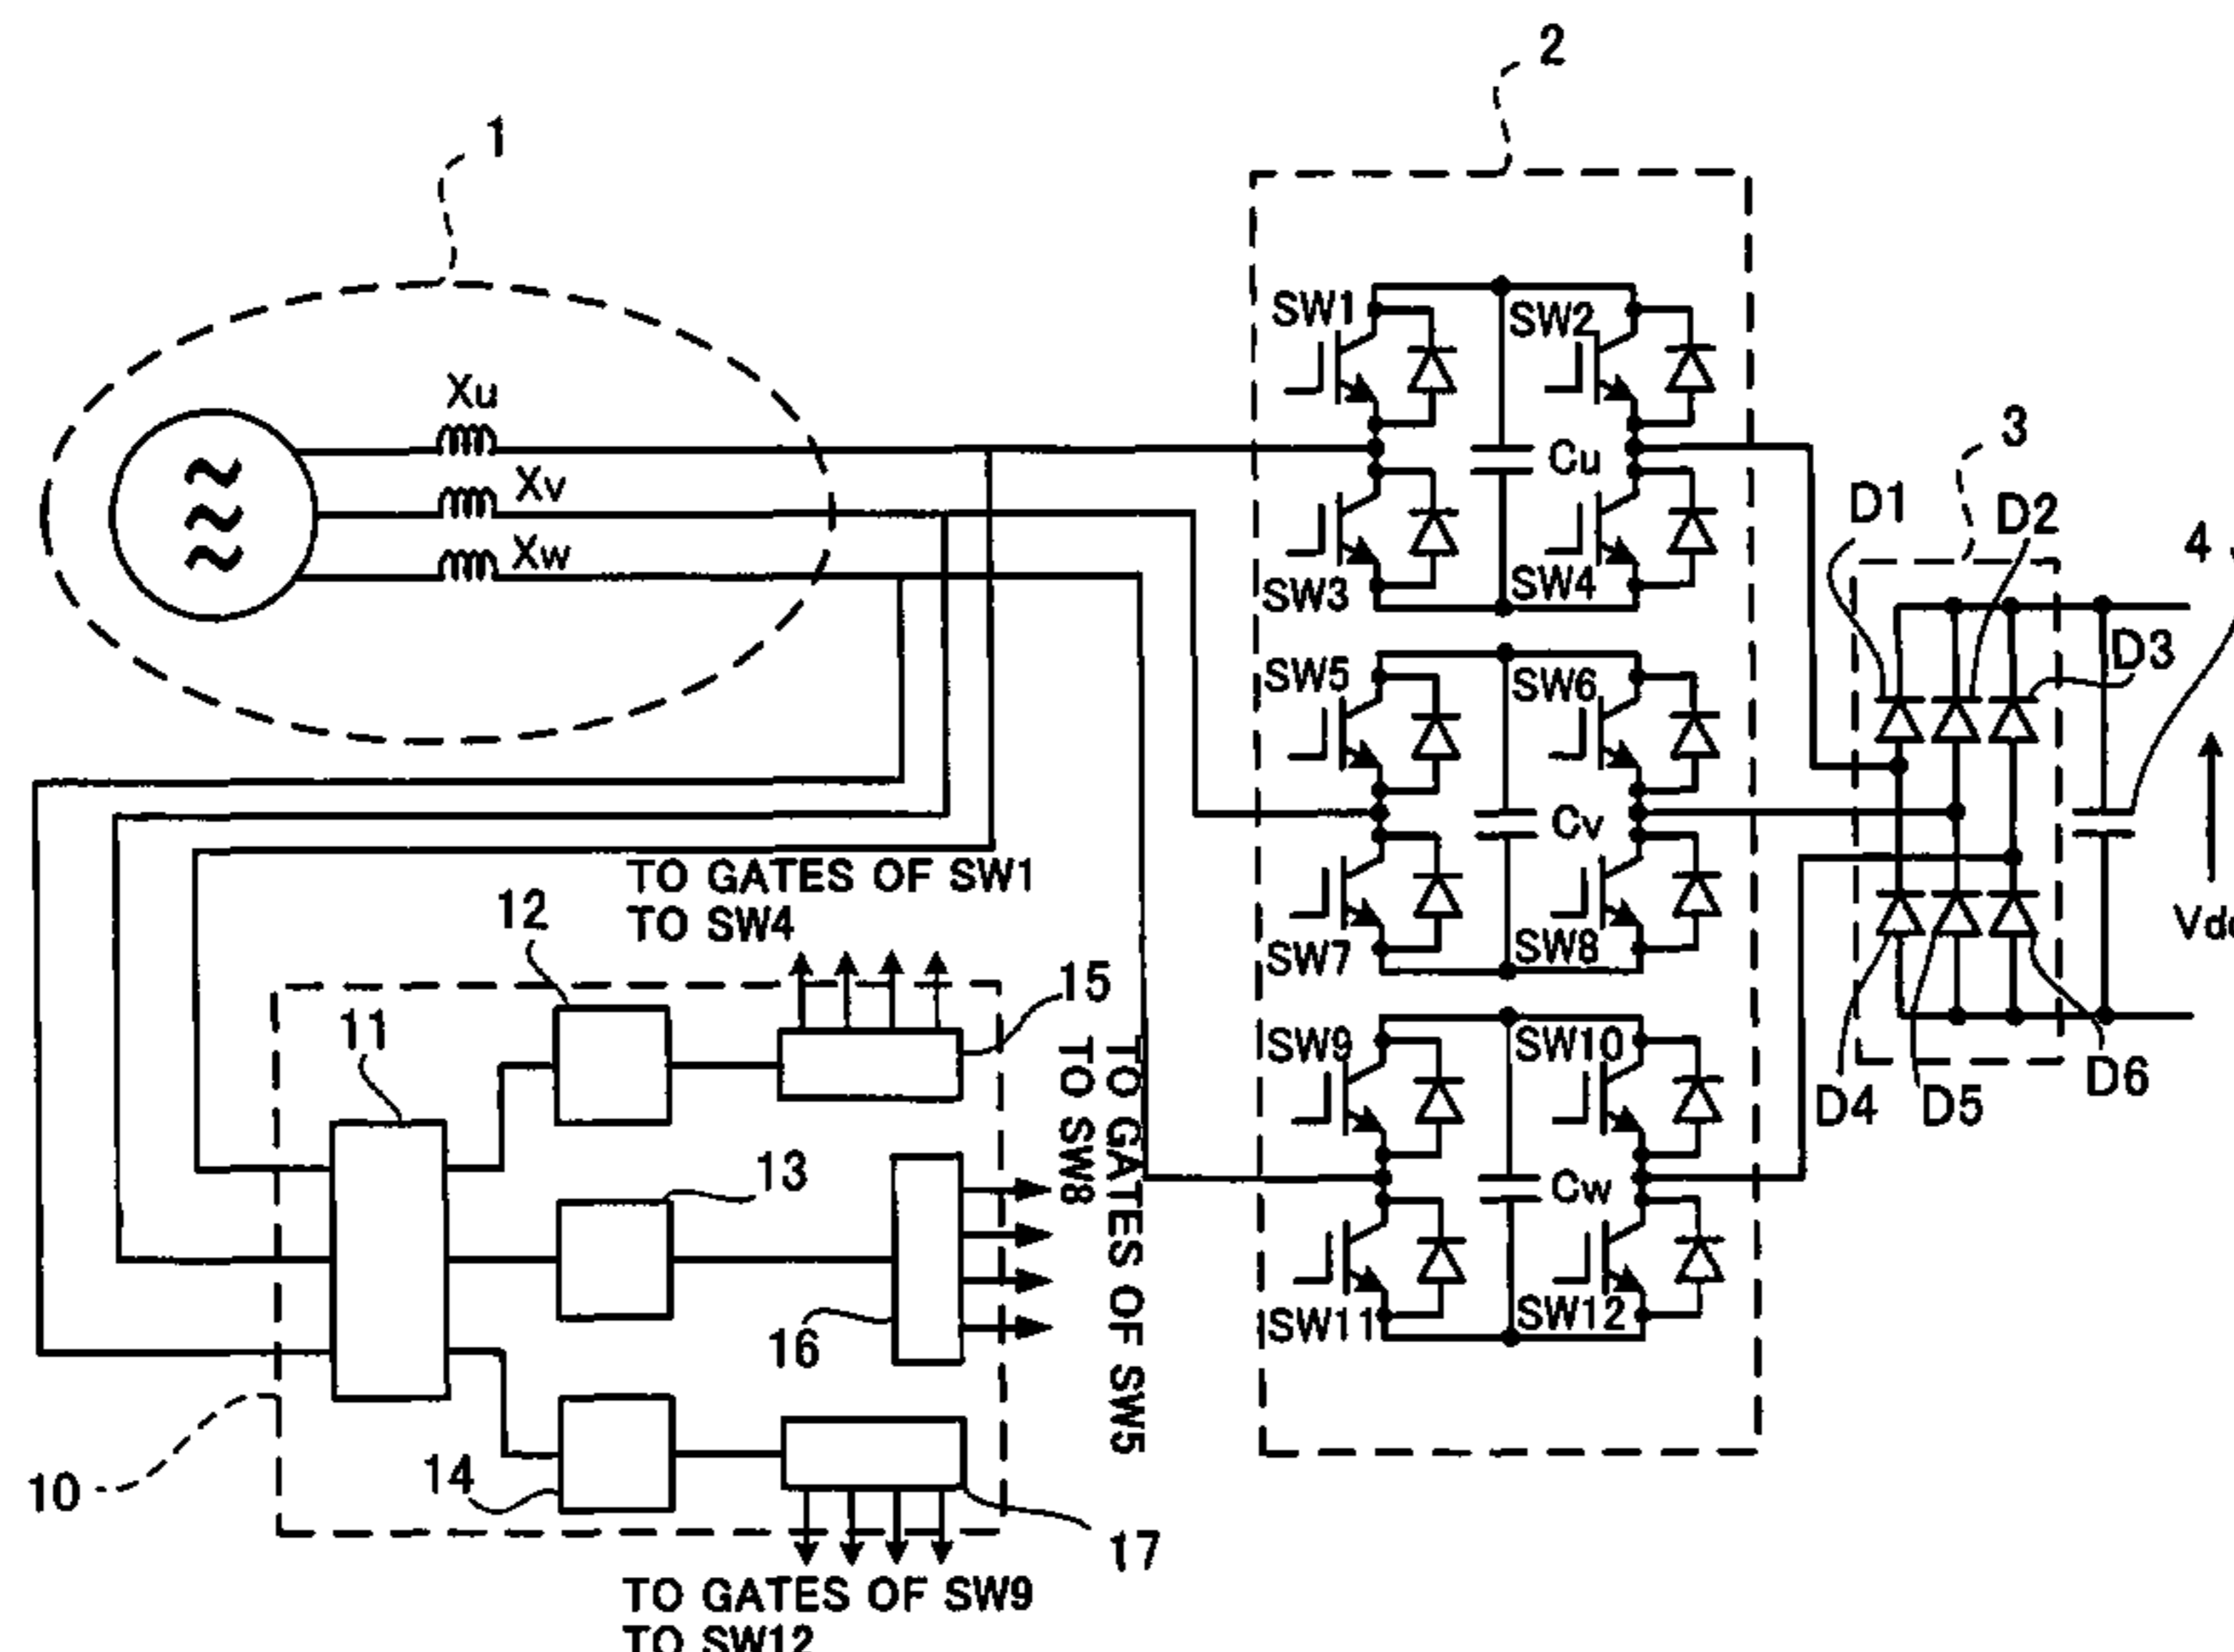 2
1
SW1
SW2
Xu
3
Cu
Xv
D1
D2
4
Xw
SW3
SW4
D3
SW5
SW6
Cv
TO GATES OF SW1
TO SW4
12
Vdc
SW7
SW8
15
11
SW9
SW10
TO GATES OF SW5
TO SW8
D4
D5
D6
13
Cw
16
SW11
SW12
14
10
17
TO GATES OF SW9
TO SW12